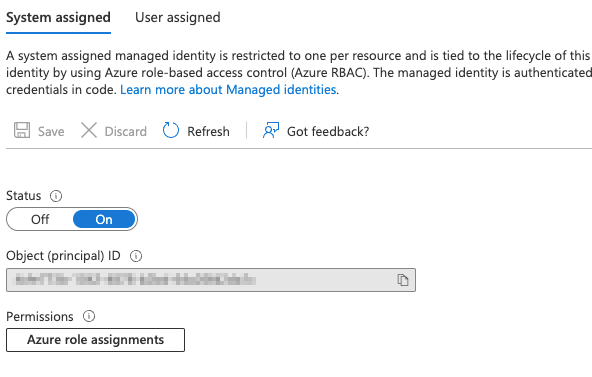 System assigned User assigned
A system assigned managed identity is restricted to one per resource and is tied to the lifecycle of this
identity by using Azure role-based access control (Azure RBAC). The managed identity is authenticated
credentials in code. Learn more about Managed identities.
Save Discard Refresh Got feedback?
Status
Off On
Object (principal) ID
Permissions
Azure role assignments